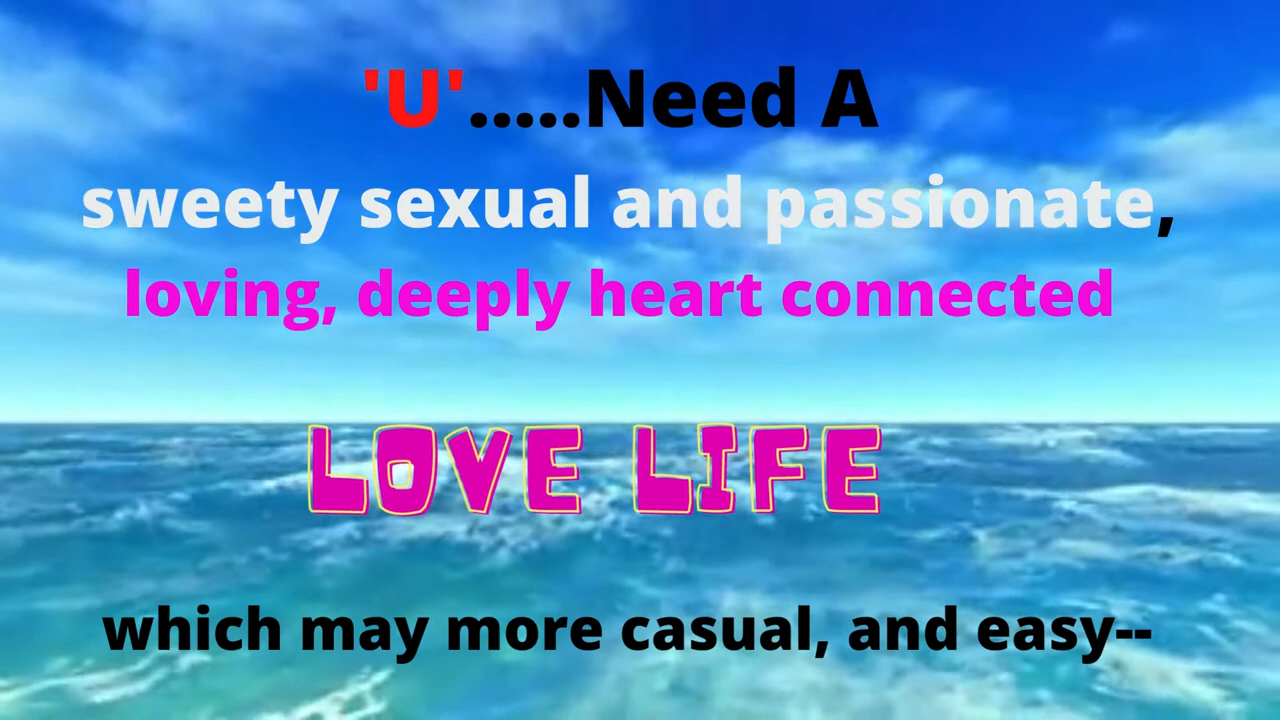 'U'.....Need A
sweety sexual and passionate,
loving, deeply heart connected
LOVE LIFE
which may more casual, and easy--